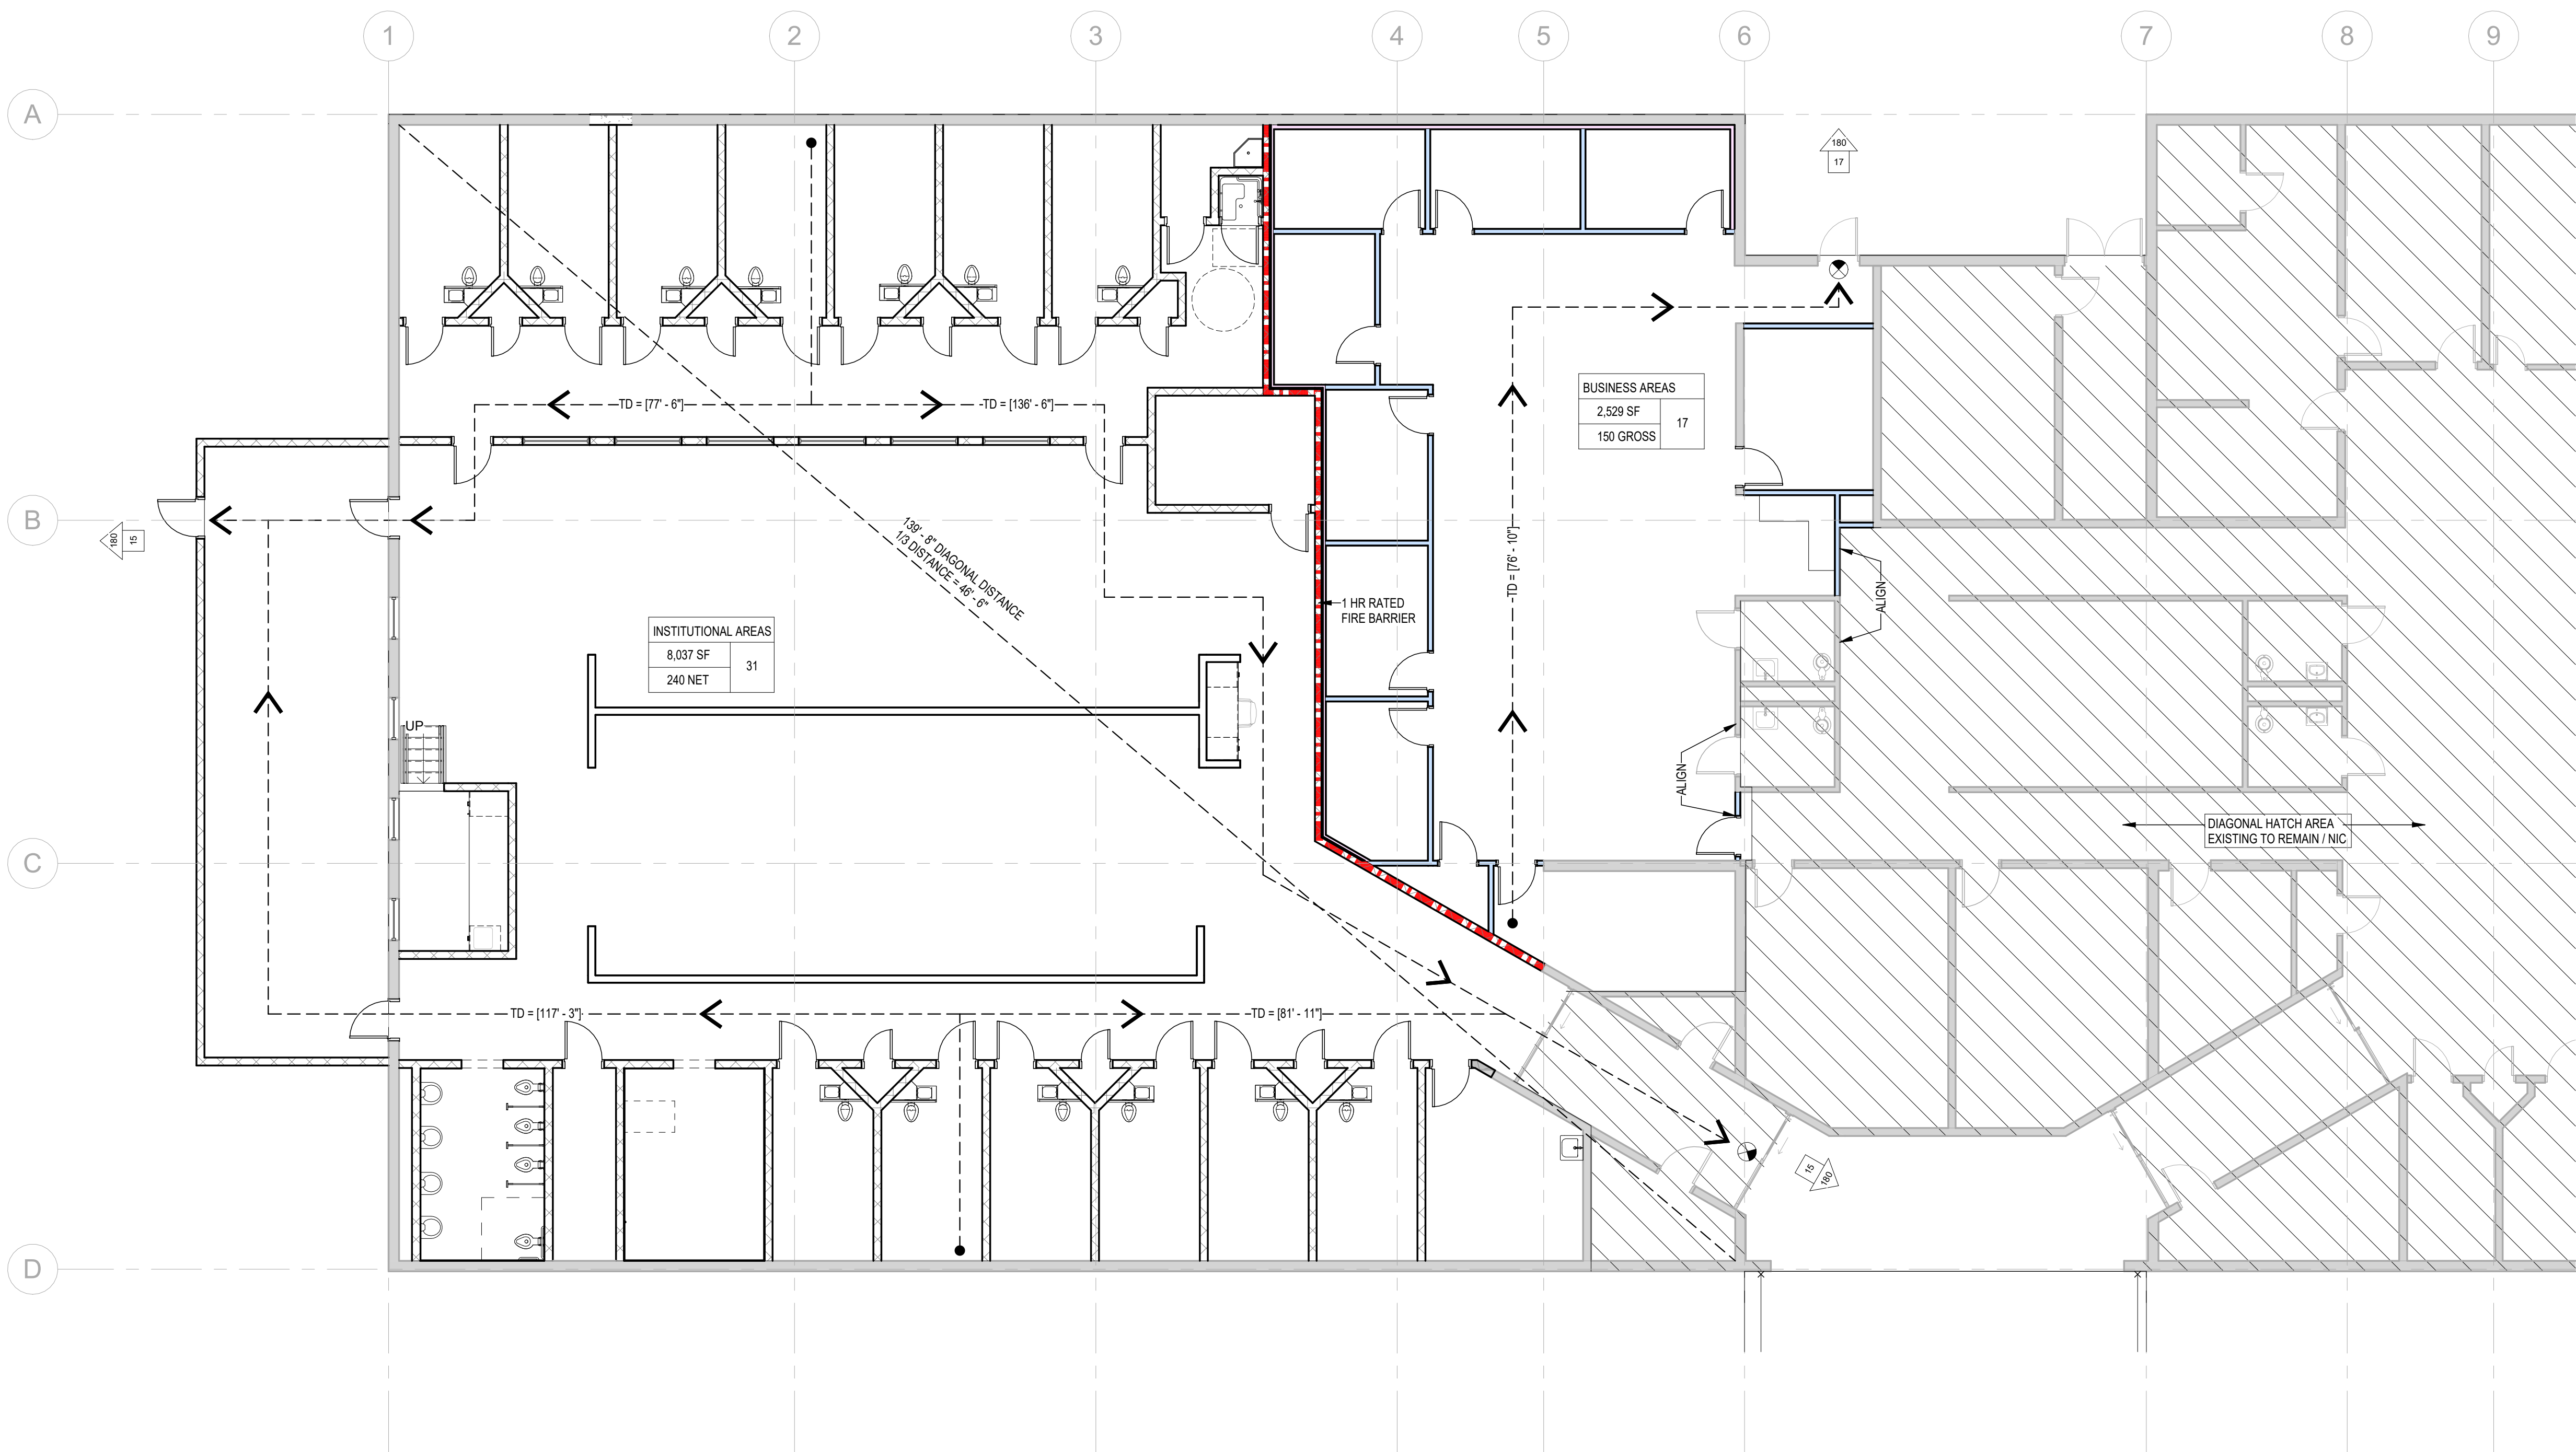 1
2
3
4
5
6
7
8
9
A
180
17
BUSINESS AREAS
2,529 SF
150 GROSS
17
TD = [77' - 6"]
TD = [136' - 6"]
B
180
15
139' - 8" DIAGONAL DISTANCE
1/3 DISTANCE = 46' - 6"
TD = [76' - 10"]
1 HR RATED
FIRE BARRIER
ALIGN
INSTITUTIONAL AREAS
8,037 SF
240 NET
31
UP
ALIGN
DIAGONAL HATCH AREA
EXISTING TO REMAIN / NIC
C
TD = [117' - 3"]
TD = [81' - 11"]
15
180
D